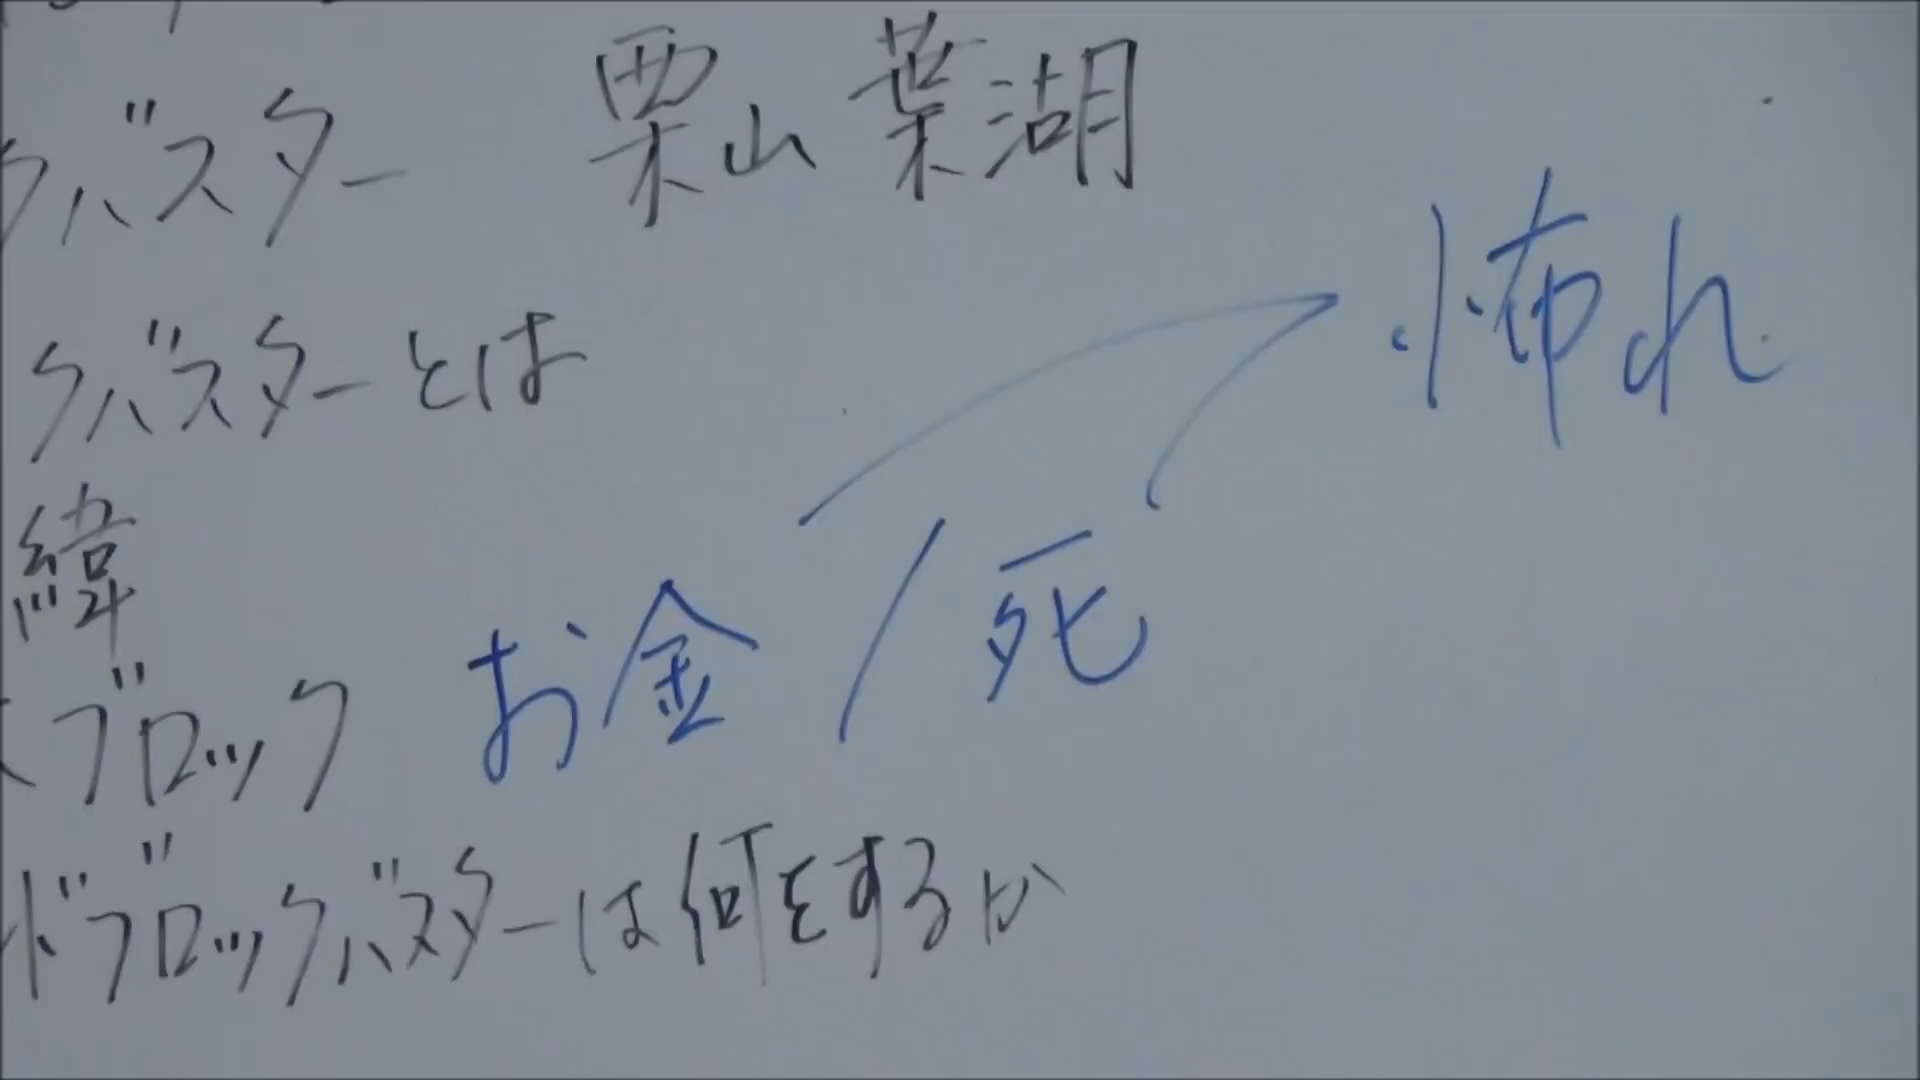 クバスター 栗山葉湖
クバスターとは
緯
ブロック お金/死
怖れ
ドブロックバスターは何をするか